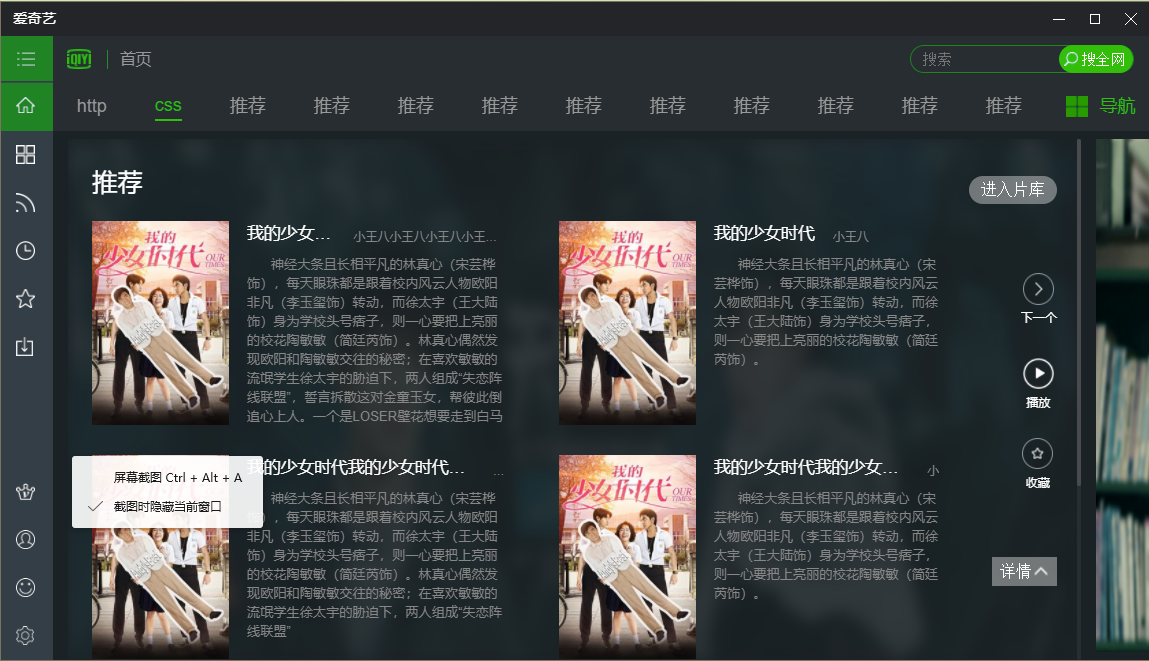 爱奇艺
iQIYI 首页
搜索 搜全网
http css 推荐 推荐 推荐 推荐 推荐 推荐 推荐 推荐 推荐 推荐 导航
推荐
进入片库
我的少女… 小王八小王八小王八小王…
神经大条且长相平凡的林真心（宋芸桦
饰），每天眼珠都是跟着校内风云人物欧阳
非凡（李玉玺饰）转动，而徐太宇（王大陆
饰）身为学校头号痞子，则一心要把上亮丽
的校花陶敏敏（简廷芮饰）。林真心偶然发
现欧阳和陶敏敏交往的秘密；在喜欢敏敏的
流氓学生徐太宇的胁迫下，两人组成“失恋阵
线联盟”，誓言拆散这对金童玉女，帮彼此倒
追心上人。一个是LOSER壁花想要走到白马
我的
少女时代
OUR
TIMES
我的少女时代 小王八
神经大条且长相平凡的林真心（宋
芸桦饰），每天眼珠都是跟着校内风云
人物欧阳非凡（李玉玺饰）转动，而徐
太宇（王大陆饰）身为学校头号痞子，
则一心要把上亮丽的校花陶敏敏（简廷
芮饰）。
我的
少女时代
OUR
TIMES
下一个
播放
收藏
详情
屏幕截图 Ctrl + Alt + A
截图时隐藏当前窗口
我的少女时代我的少女时代… …
神经大条且长相平凡的林真心（宋芸桦
饰），每天眼珠都是跟着校内风云人物欧阳
非凡（李玉玺饰）转动，而徐太宇（王大陆
饰）身为学校头号痞子，则一心要把上亮丽
的校花陶敏敏（简廷芮饰）。林真心偶然发
现欧阳和陶敏敏交往的秘密；在喜欢敏敏的
流氓学生徐太宇的胁迫下，两人组成“失恋阵
线联盟”
我的少女时代我的少女… 小
神经大条且长相平凡的林真心（宋
芸桦饰），每天眼珠都是跟着校内风云
人物欧阳非凡（李玉玺饰）转动，而徐
太宇（王大陆饰）身为学校头号痞子，
则一心要把上亮丽的校花陶敏敏（简廷
芮饰）。
我的
少女时代
OUR
TIMES